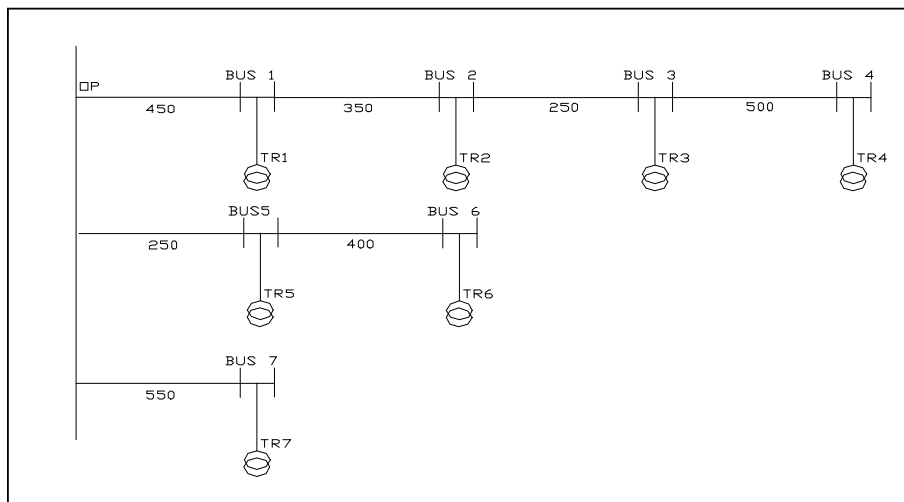 BUS 1 BUS 2 BUS 3 BUS 4
□P
450 350 250 500
TR1 TR2 TR3 TR4
BUS5 BUS 6
250 400
TR5 TR6
BUS 7
550
TR7